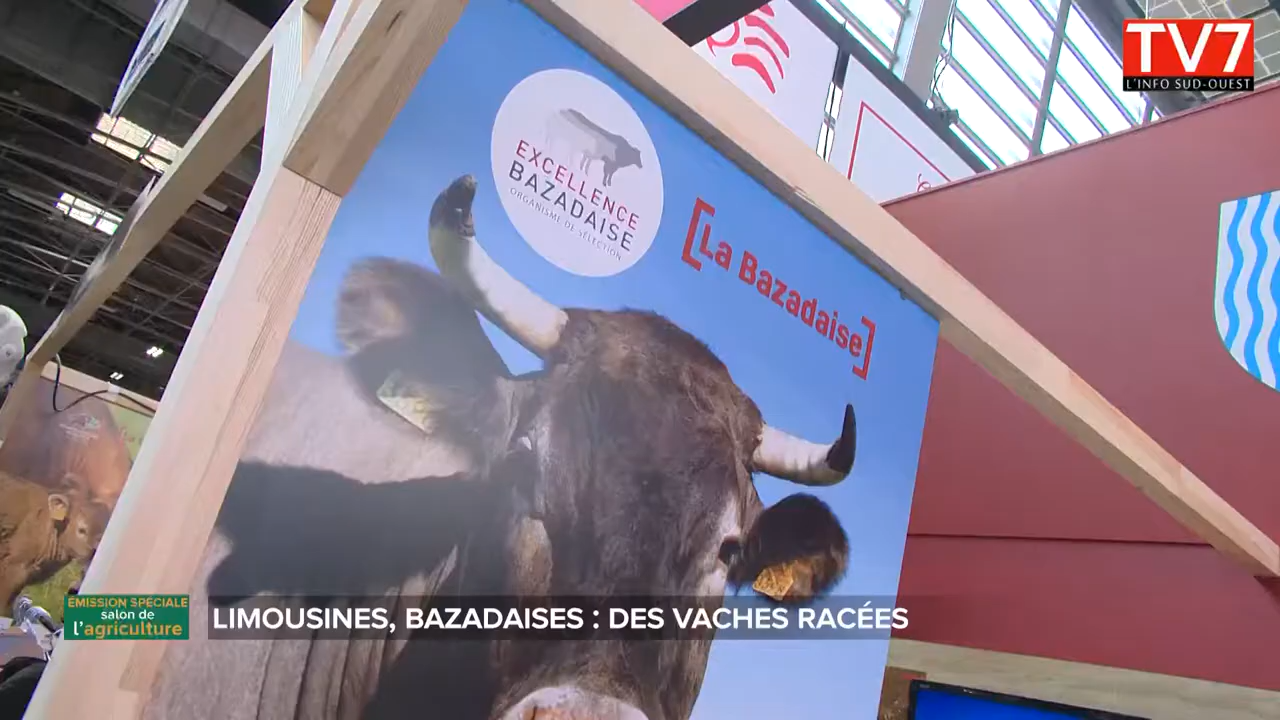 TV7
L'INFO SUD-OUEST
EXCELLENCE
BAZADAISE
ORGANISME DE SÉLECTION
[La Bazadaise]
EMISSION SPÉCIALE
salon de
l'agriculture
LIMOUSINES, BAZADAISES : DES VACHES RACÉES